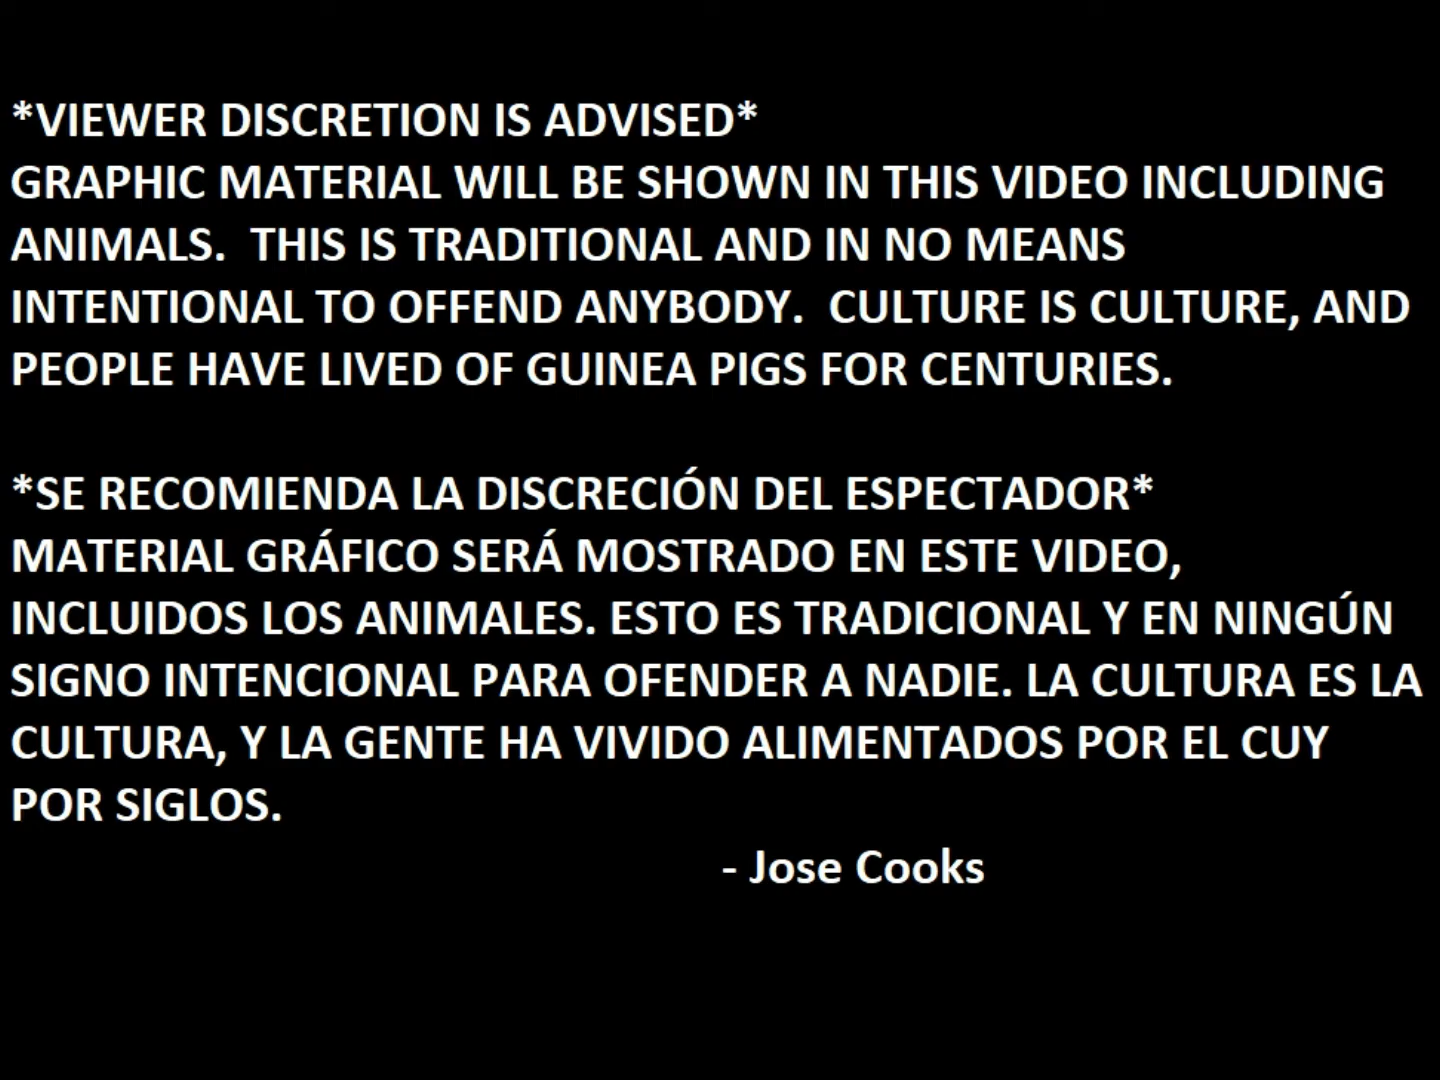 *VIEWER DISCRETION IS ADVISED*
GRAPHIC MATERIAL WILL BE SHOWN IN THIS VIDEO INCLUDING
ANIMALS.  THIS IS TRADITIONAL AND IN NO MEANS
INTENTIONAL TO OFFEND ANYBODY.  CULTURE IS CULTURE, AND
PEOPLE HAVE LIVED OF GUINEA PIGS FOR CENTURIES.
*SE RECOMIENDA LA DISCRECIÓN DEL ESPECTADOR*
MATERIAL GRÁFICO SERÁ MOSTRADO EN ESTE VIDEO,
INCLUIDOS LOS ANIMALES. ESTO ES TRADICIONAL Y EN NINGÚN
SIGNO INTENCIONAL PARA OFENDER A NADIE. LA CULTURA ES LA
CULTURA, Y LA GENTE HA VIVIDO ALIMENTADOS POR EL CUY
POR SIGLOS.
- Jose Cooks